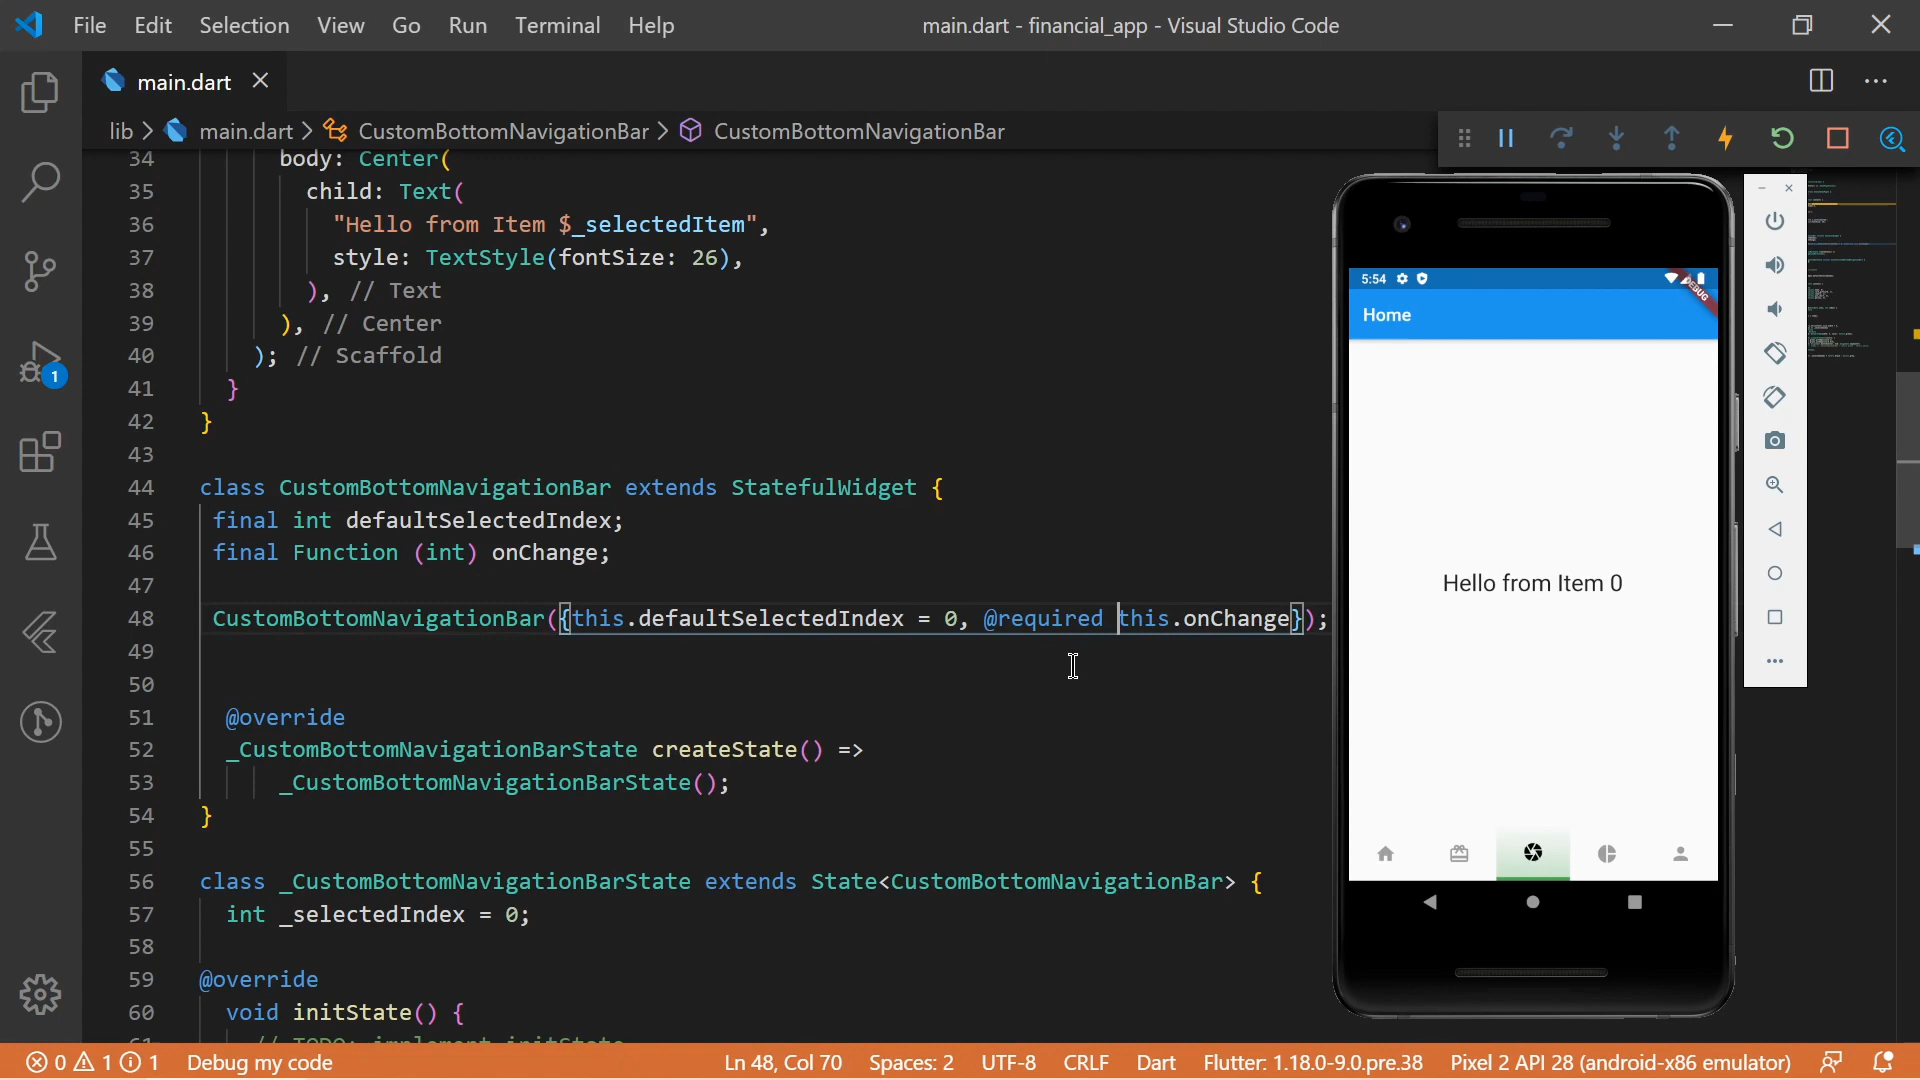 File Edit Selection View Go Run Terminal Help
main.dart - financial_app - Visual Studio Code
main.dart
lib > main.dart > CustomBottomNavigationBar > CustomBottomNavigationBar
34 body: Center(
35 child: Text(
36 "Hello from Item $_selectedItem",
37 style: TextStyle(fontSize: 26),
38 ), // Text
39 ), // Center
40 ); // Scaffold
41 }
42 }
43
44 class CustomBottomNavigationBar extends StatefulWidget {
45 final int defaultSelectedIndex;
46 final Function (int) onChange;
47
48 CustomBottomNavigationBar({this.defaultSelectedIndex = 0, @required this.onChange});
49
50
51 @override
52 _CustomBottomNavigationBarState createState() =>
53 _CustomBottomNavigationBarState();
54 }
55
56 class _CustomBottomNavigationBarState extends State<CustomBottomNavigationBar> {
57 int _selectedIndex = 0;
58
59 @override
60 void initState() {
61 // TODO: implement initState
1
5:54
DEBUG
Home
Hello from Item 0
0 1 1 Debug my code
Ln 48, Col 70 Spaces: 2 UTF-8 CRLF Dart Flutter: 1.18.0-9.0.pre.38 Pixel 2 API 28 (android-x86 emulator)